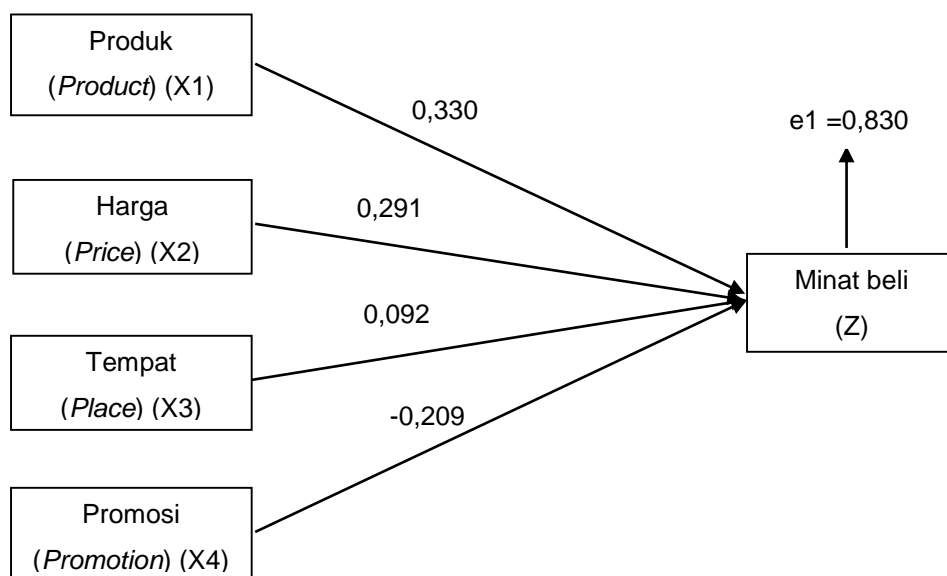 Produk
(Product) (X1)
0,330
e1 =0,830
Harga
(Price) (X2)
0,291
Minat beli
(Z)
Tempat
(Place) (X3)
0,092
-0,209
Promosi
(Promotion) (X4)